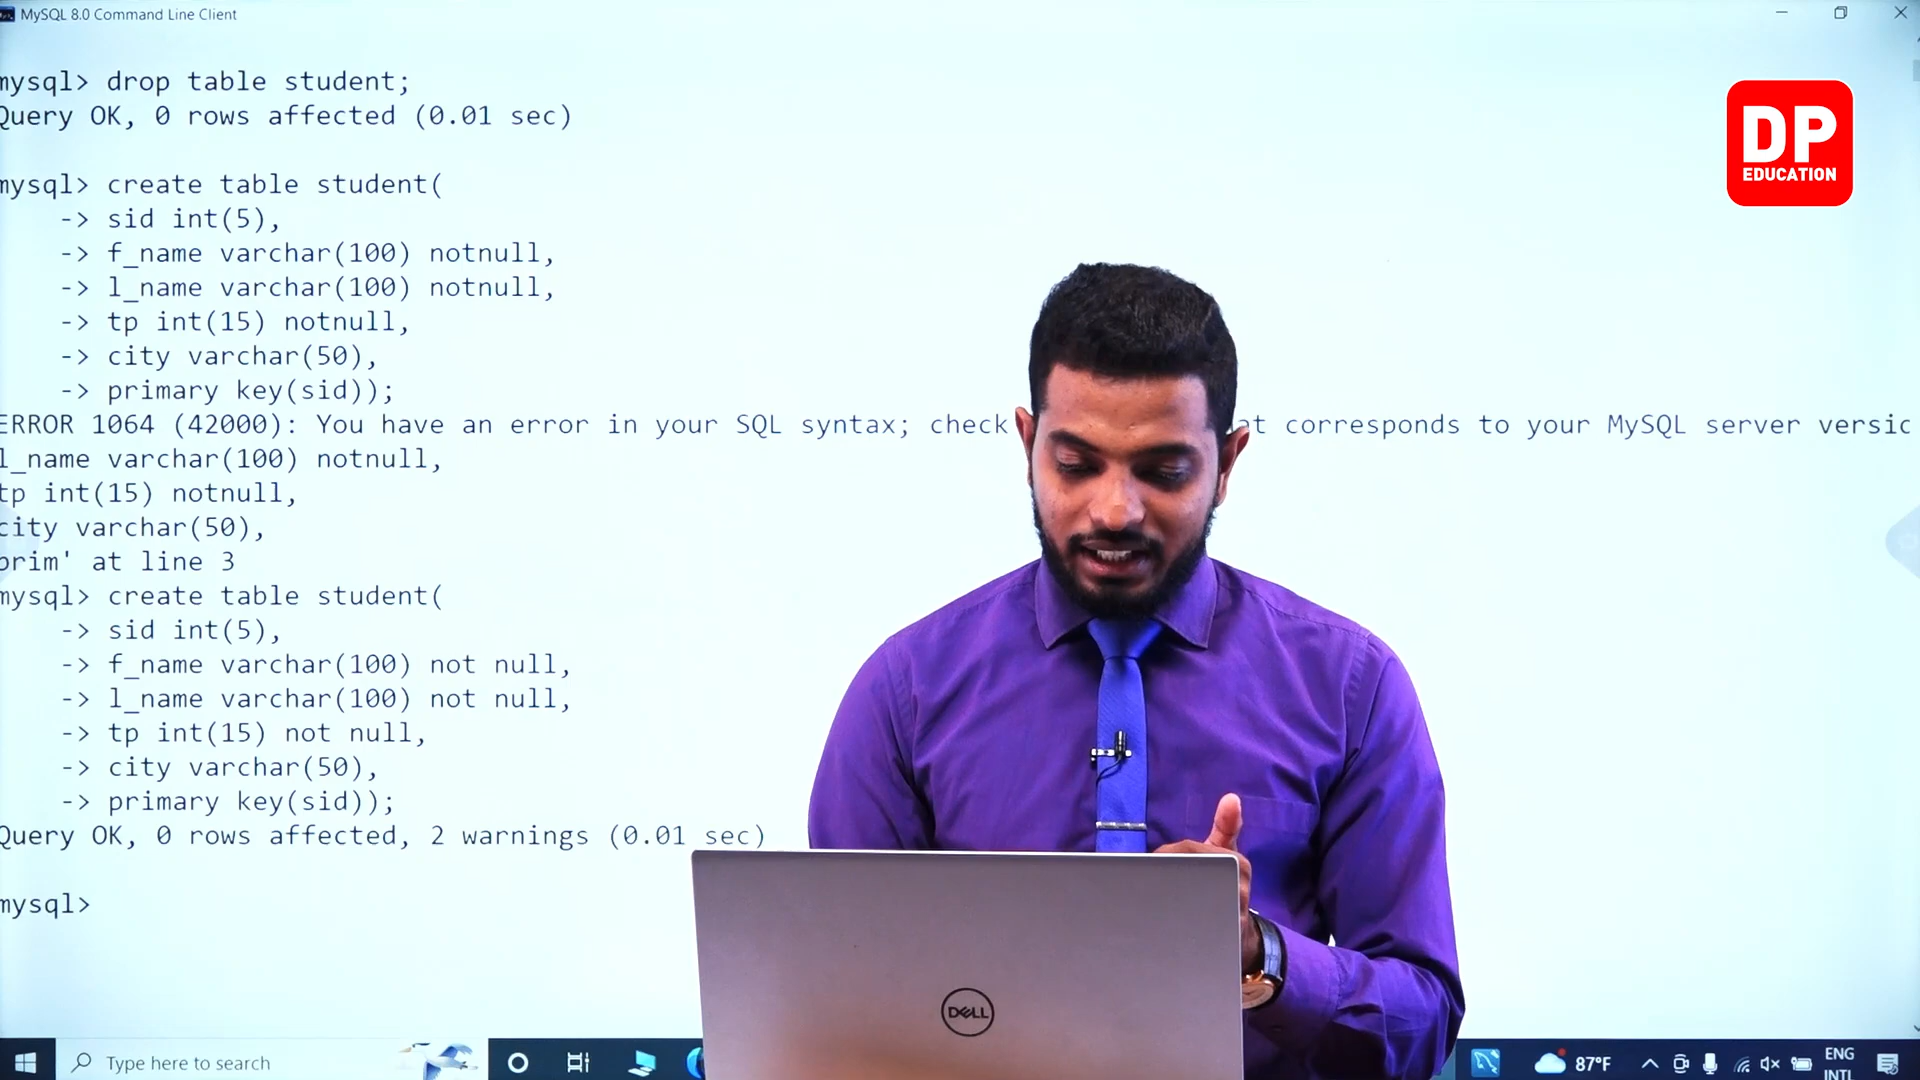 MySQL 8.0 Command Line Client
mysql> drop table student;
Query OK, 0 rows affected (0.01 sec)
mysql> create table student(
-> sid int(5),
-> f_name varchar(100) notnull,
-> l_name varchar(100) notnull,
-> tp int(15) notnull,
-> city varchar(50),
-> primary key(sid));
ERROR 1064 (42000): You have an error in your SQL syntax; check at corresponds to your MySQL server versic
l_name varchar(100) notnull,
tp int(15) notnull,
city varchar(50),
prim' at line 3
mysql> create table student(
-> sid int(5),
-> f_name varchar(100) not null,
-> l_name varchar(100) not null,
-> tp int(15) not null,
-> city varchar(50),
-> primary key(sid));
Query OK, 0 rows affected, 2 warnings (0.01 sec)
mysql>
DP
EDUCATION
DELL
Type here to search
87°F
ENG
INTL